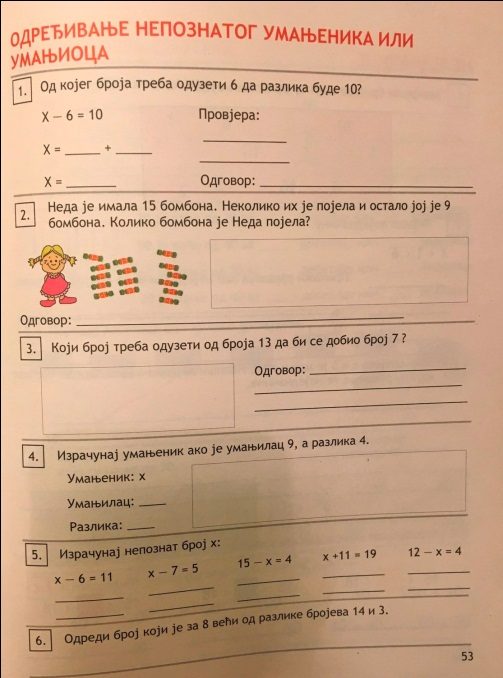 ОДРЕЂИВАЊЕ НЕПОЗНАТОГ УМАЊЕНИКА ИЛИ
УМАЊИОЦА
1. Од којег броја треба одузети 6 да разлика буде 10?
x − 6 = 10 Провјера:
x = ______ + ______
x = ________ Одговор: ________
2. Неда је имала 15 бомбона. Неколико их је појела и остало јој је 9
бомбона. Колико бомбона је Неда појела?
Одговор: ________
3. Који број треба одузети од броја 13 да би се добио број 7 ?
Одговор: ________
4. Израчунај умањеник ако је умањилац 9, а разлика 4.
Умањеник: x
Умањилац: ____
Разлика: ____
5. Израчунај непознат број x:
x − 6 = 11 x − 7 = 5 15 − x = 4 x +11 = 19 12 − x = 4
6. Одреди број који је за 8 већи од разлике бројева 14 и 3.
53